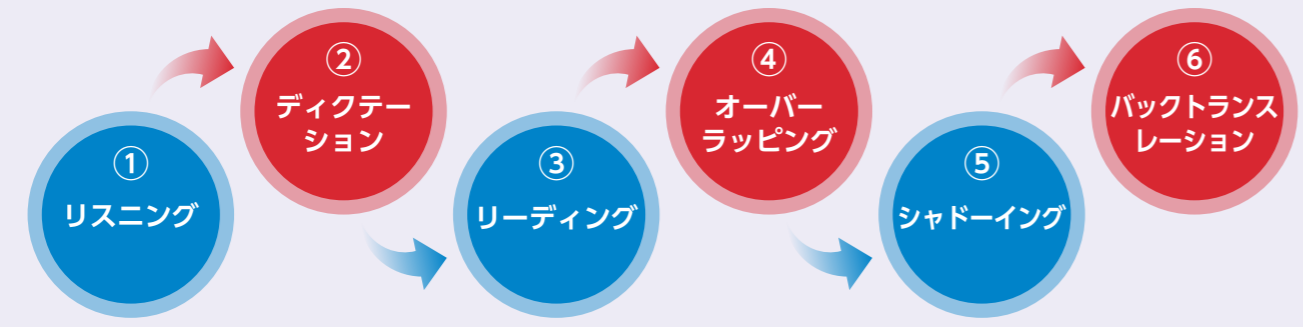 ①
リスニング
②
ディクテー
ション
③
リーディング
④
オーバー
ラッピング
⑤
シャドーイング
⑥
バックトランス
レーション